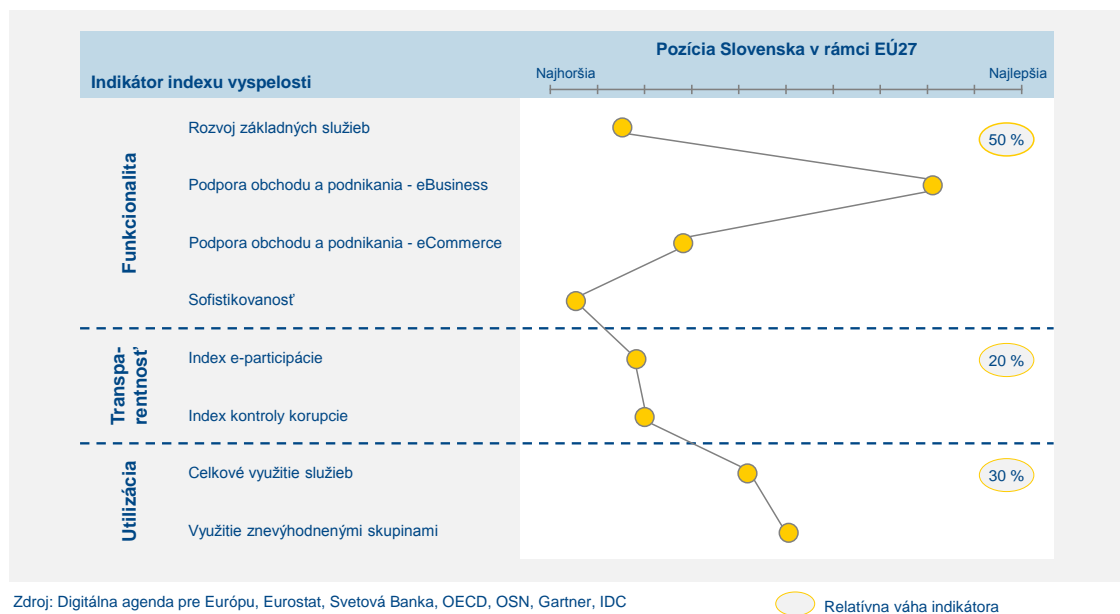 Pozícia Slovenska v rámci EÚ27
Najhoršia
Najlepšia
Indikátor indexu vyspelosti
Funkcionalita
Rozvoj základných služieb
50 %
Podpora obchodu a podnikania - eBusiness
Podpora obchodu a podnikania - eCommerce
Sofistikovanosť
Transpa-
rentnosť
Index e-participácie
20 %
Index kontroly korupcie
Utilizácia
Celkové využitie služieb
30 %
Využitie znevýhodnenými skupinami
Zdroj: Digitálna agenda pre Európu, Eurostat, Svetová Banka, OECD, OSN, Gartner, IDC
Relatívna váha indikátora